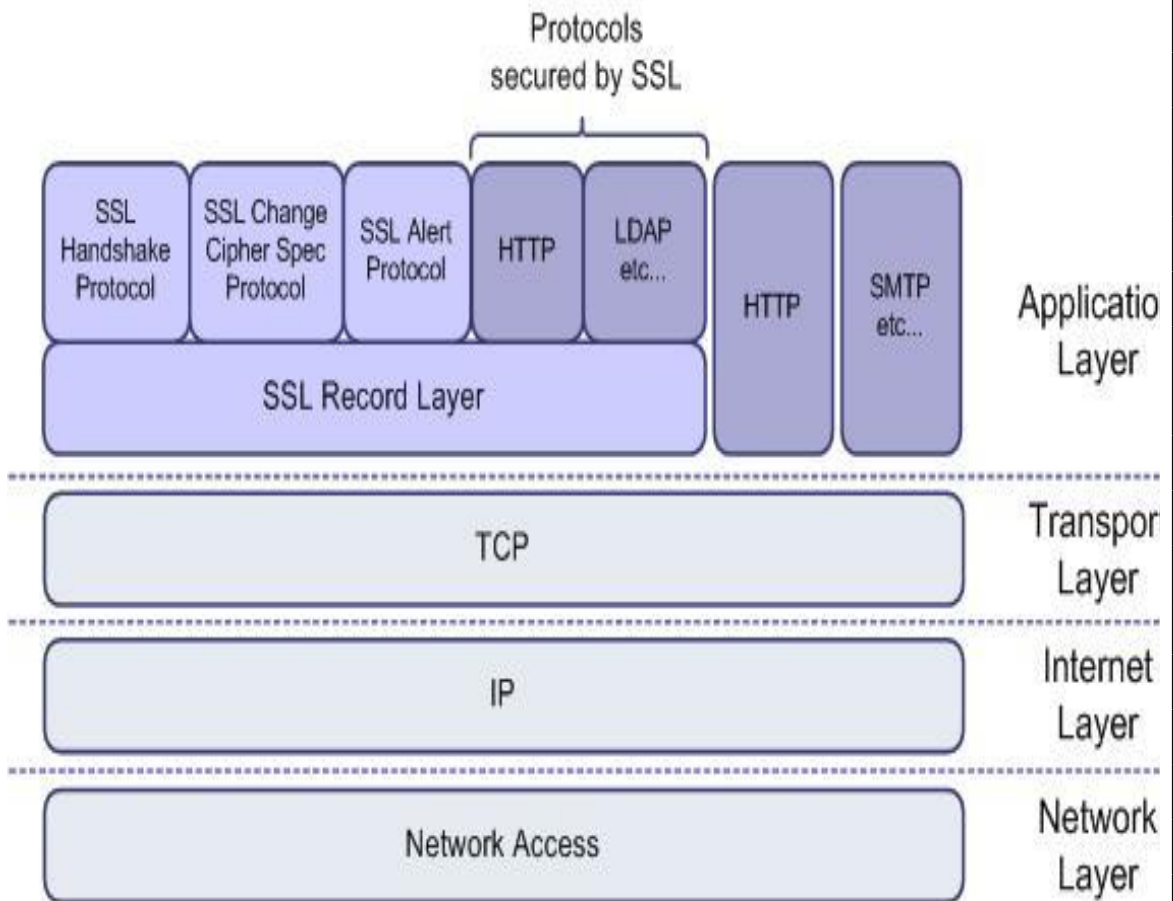 Protocols
secured by SSL
SSL
Handshake
Protocol
SSL Change
Cipher Spec
Protocol
SSL Alert
Protocol
HTTP
LDAP
etc...
HTTP
SMTP
etc...
Applicatio
Layer
SSL Record Layer
TCP
Transpor
Layer
IP
Internet
Layer
Network Access
Network
Layer